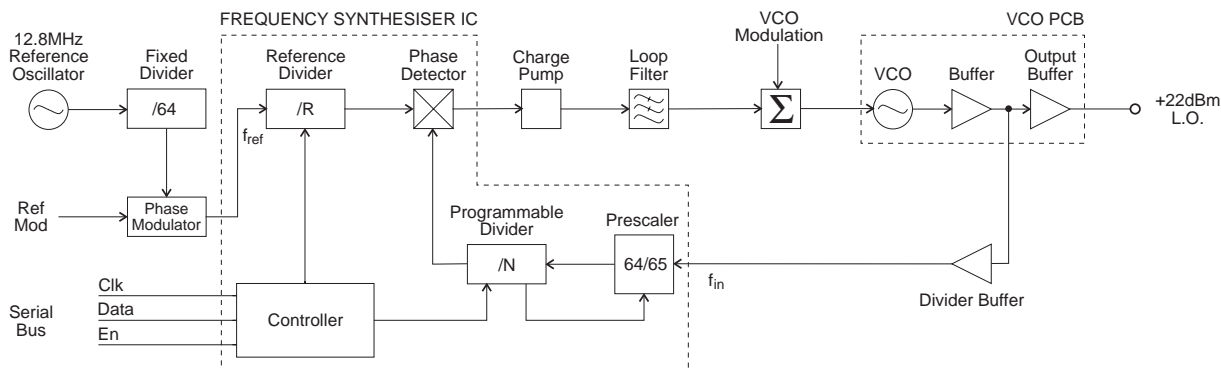 FREQUENCY SYNTHESISER IC
VCO
Modulation
VCO PCB
12.8MHz
Reference
Oscillator
Fixed
Divider
Reference
Divider
Phase
Detector
Charge
Pump
Loop
Filter
VCO
Buffer
Output
Buffer
/64
/R
Σ
+22dBm
L.O.
fref
Ref
Mod
Phase
Modulator
Programmable
Divider
Prescaler
/N
64/65
fin
Divider Buffer
Serial
Bus
Clk
Data
En
Controller